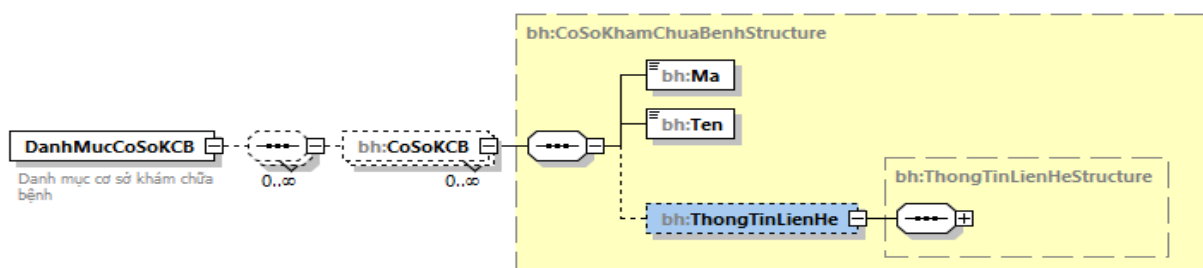 bh:CoSoKhamChuaBenhStructure
bh:Ma
bh:Ten
DanhMucCoSoKCB
bh:CoSoKCB
Danh mục cơ sở khám chữa
bệnh
0..∞
0..∞
bh:ThongTinLienHeStructure
bh:ThongTinLienHe